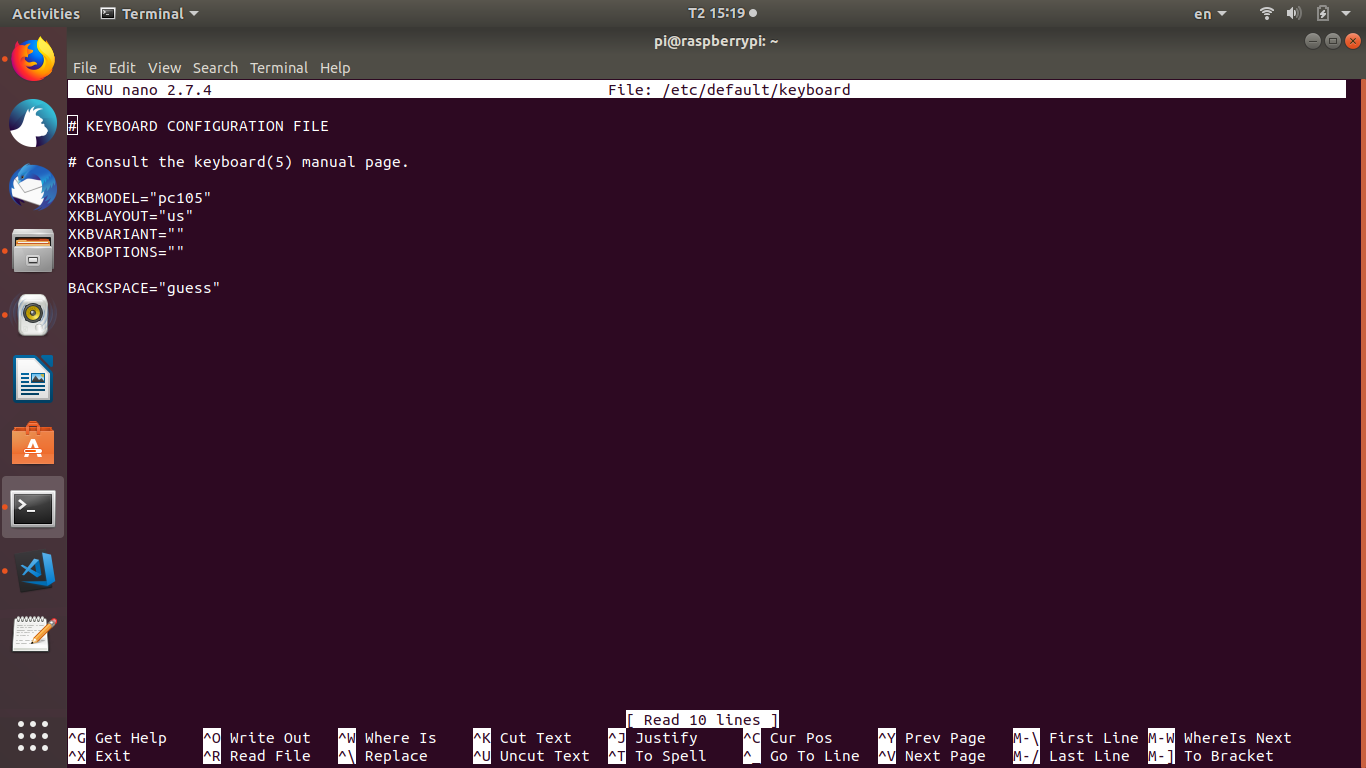 Activities Terminal T2 15:19 en
pi@raspberrypi: ~
File Edit View Search Terminal Help
GNU nano 2.7.4 File: /etc/default/keyboard
# KEYBOARD CONFIGURATION FILE
# Consult the keyboard(5) manual page.
XKBMODEL="pc105"
XKBLAYOUT="us"
XKBVARIANT=""
XKBOPTIONS=""
BACKSPACE="guess"
[ Read 10 lines ]
^G Get Help ^O Write Out ^W Where Is ^K Cut Text ^J Justify ^C Cur Pos ^Y Prev Page M-\ First Line M-W WhereIs Next
^X Exit ^R Read File ^\ Replace ^U Uncut Text ^T To Spell ^_ Go To Line ^V Next Page M-/ Last Line M-] To Bracket